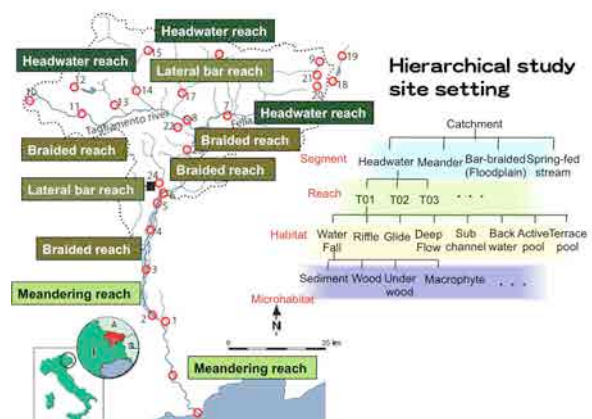 Headwater reach
15
19
9
Headwater reach
Lateral bar reach
21
12
14
18
17
20
10
13
7
Headwater reach
11
8
Tagliamento river
Fella
22
Braided reach
Braided reach
Braided reach
24
Lateral bar reach
6
5
4
Braided reach
3
Meandering reach
2
1
N
Meandering reach
A
I
SL
Hierarchical study
site setting
Catchment
Segment
Headwater
Meander
Bar-braided
(Floodplain)
Spring-fed
stream
Reach
T01
T02
T03
. . .
Habitat
Water
Fall
Riffle
Glide
Deep
Flow
Sub
channel
Back
water
Active
pool
Terrace
pool
Sediment
Wood
Under
wood
Macrophyte
. . .
Microhabitat